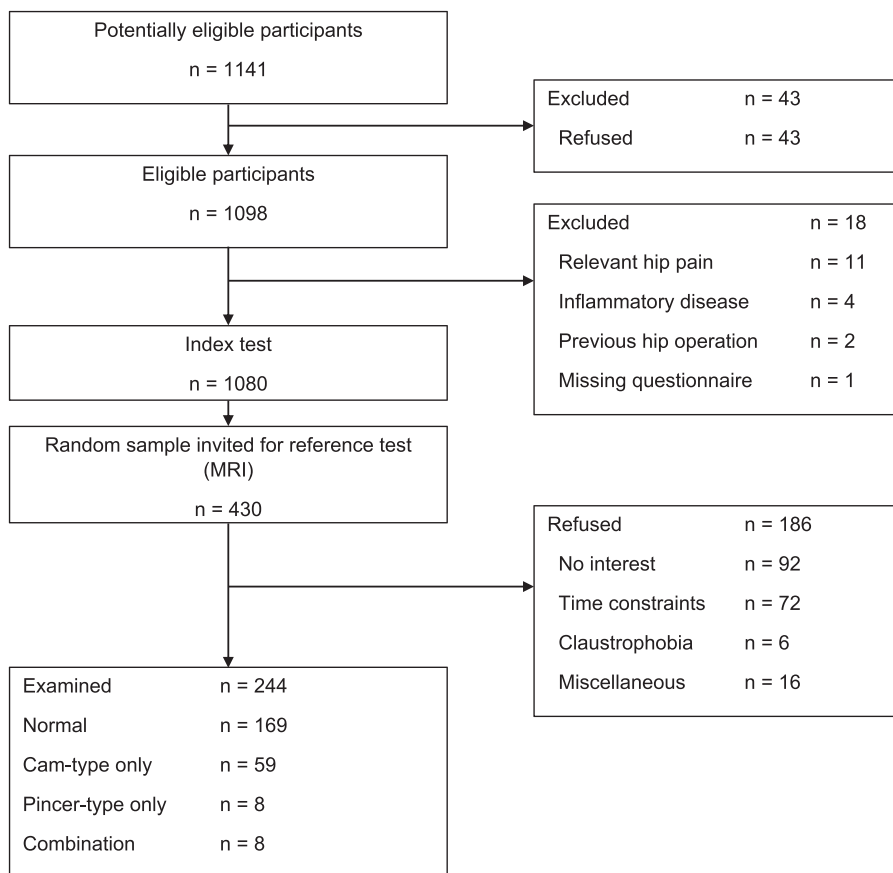 Potentially eligible participants
n = 1141
Excluded n = 43
Refused n = 43
Eligible participants
n = 1098
Excluded n = 18
Relevant hip pain n = 11
Inflammatory disease n = 4
Previous hip operation n = 2
Missing questionnaire n = 1
Index test
n = 1080
Random sample invited for reference test
(MRI)
n = 430
Refused n = 186
No interest n = 92
Time constraints n = 72
Claustrophobia n = 6
Miscellaneous n = 16
Examined n = 244
Normal n = 169
Cam-type only n = 59
Pincer-type only n = 8
Combination n = 8